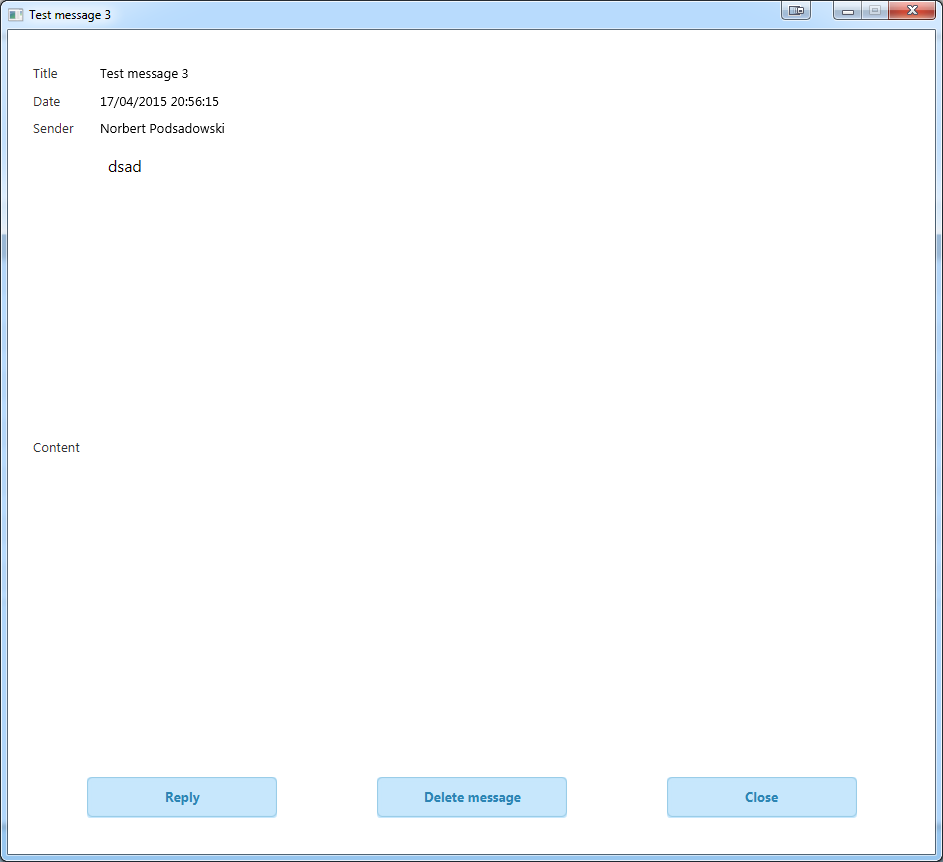 Test message 3
Title Test message 3
Date 17/04/2015 20:56:15
Sender Norbert Podsadowski
dsad
Content
Reply Delete message Close